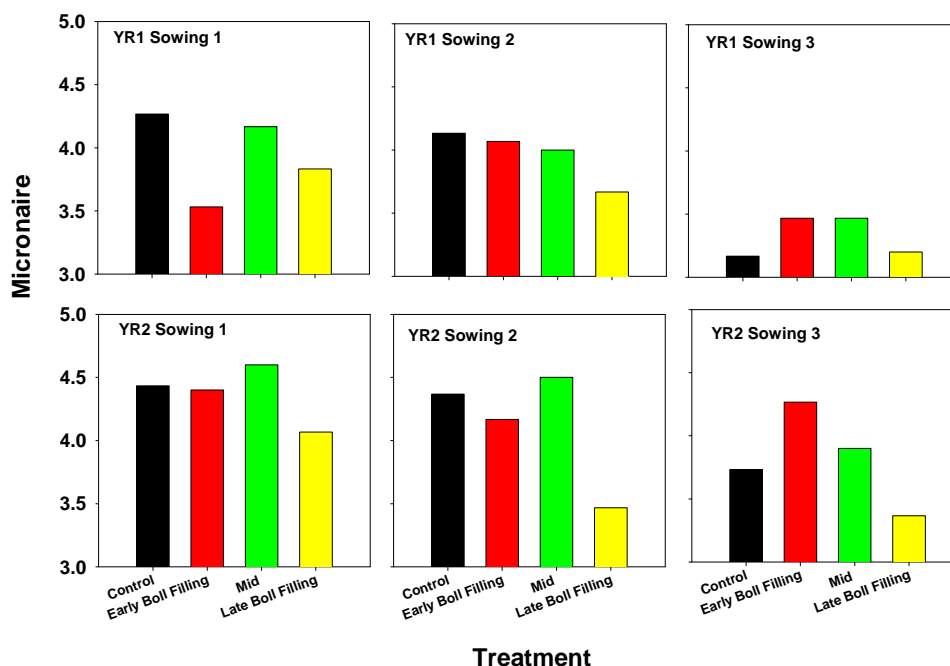 5.0
YR1 Sowing 1
YR1 Sowing 2
YR1 Sowing 3
4.5
4.0
3.5
3.0
Micronaire
5.0
YR2 Sowing 1
YR2 Sowing 2
YR2 Sowing 3
4.5
4.0
3.5
3.0
Control
Early Boll Filling
Mid
Late Boll Filling
Control
Early Boll Filling
Mid
Late Boll Filling
Control
Early Boll Filling
Mid
Late Boll Filling
Treatment